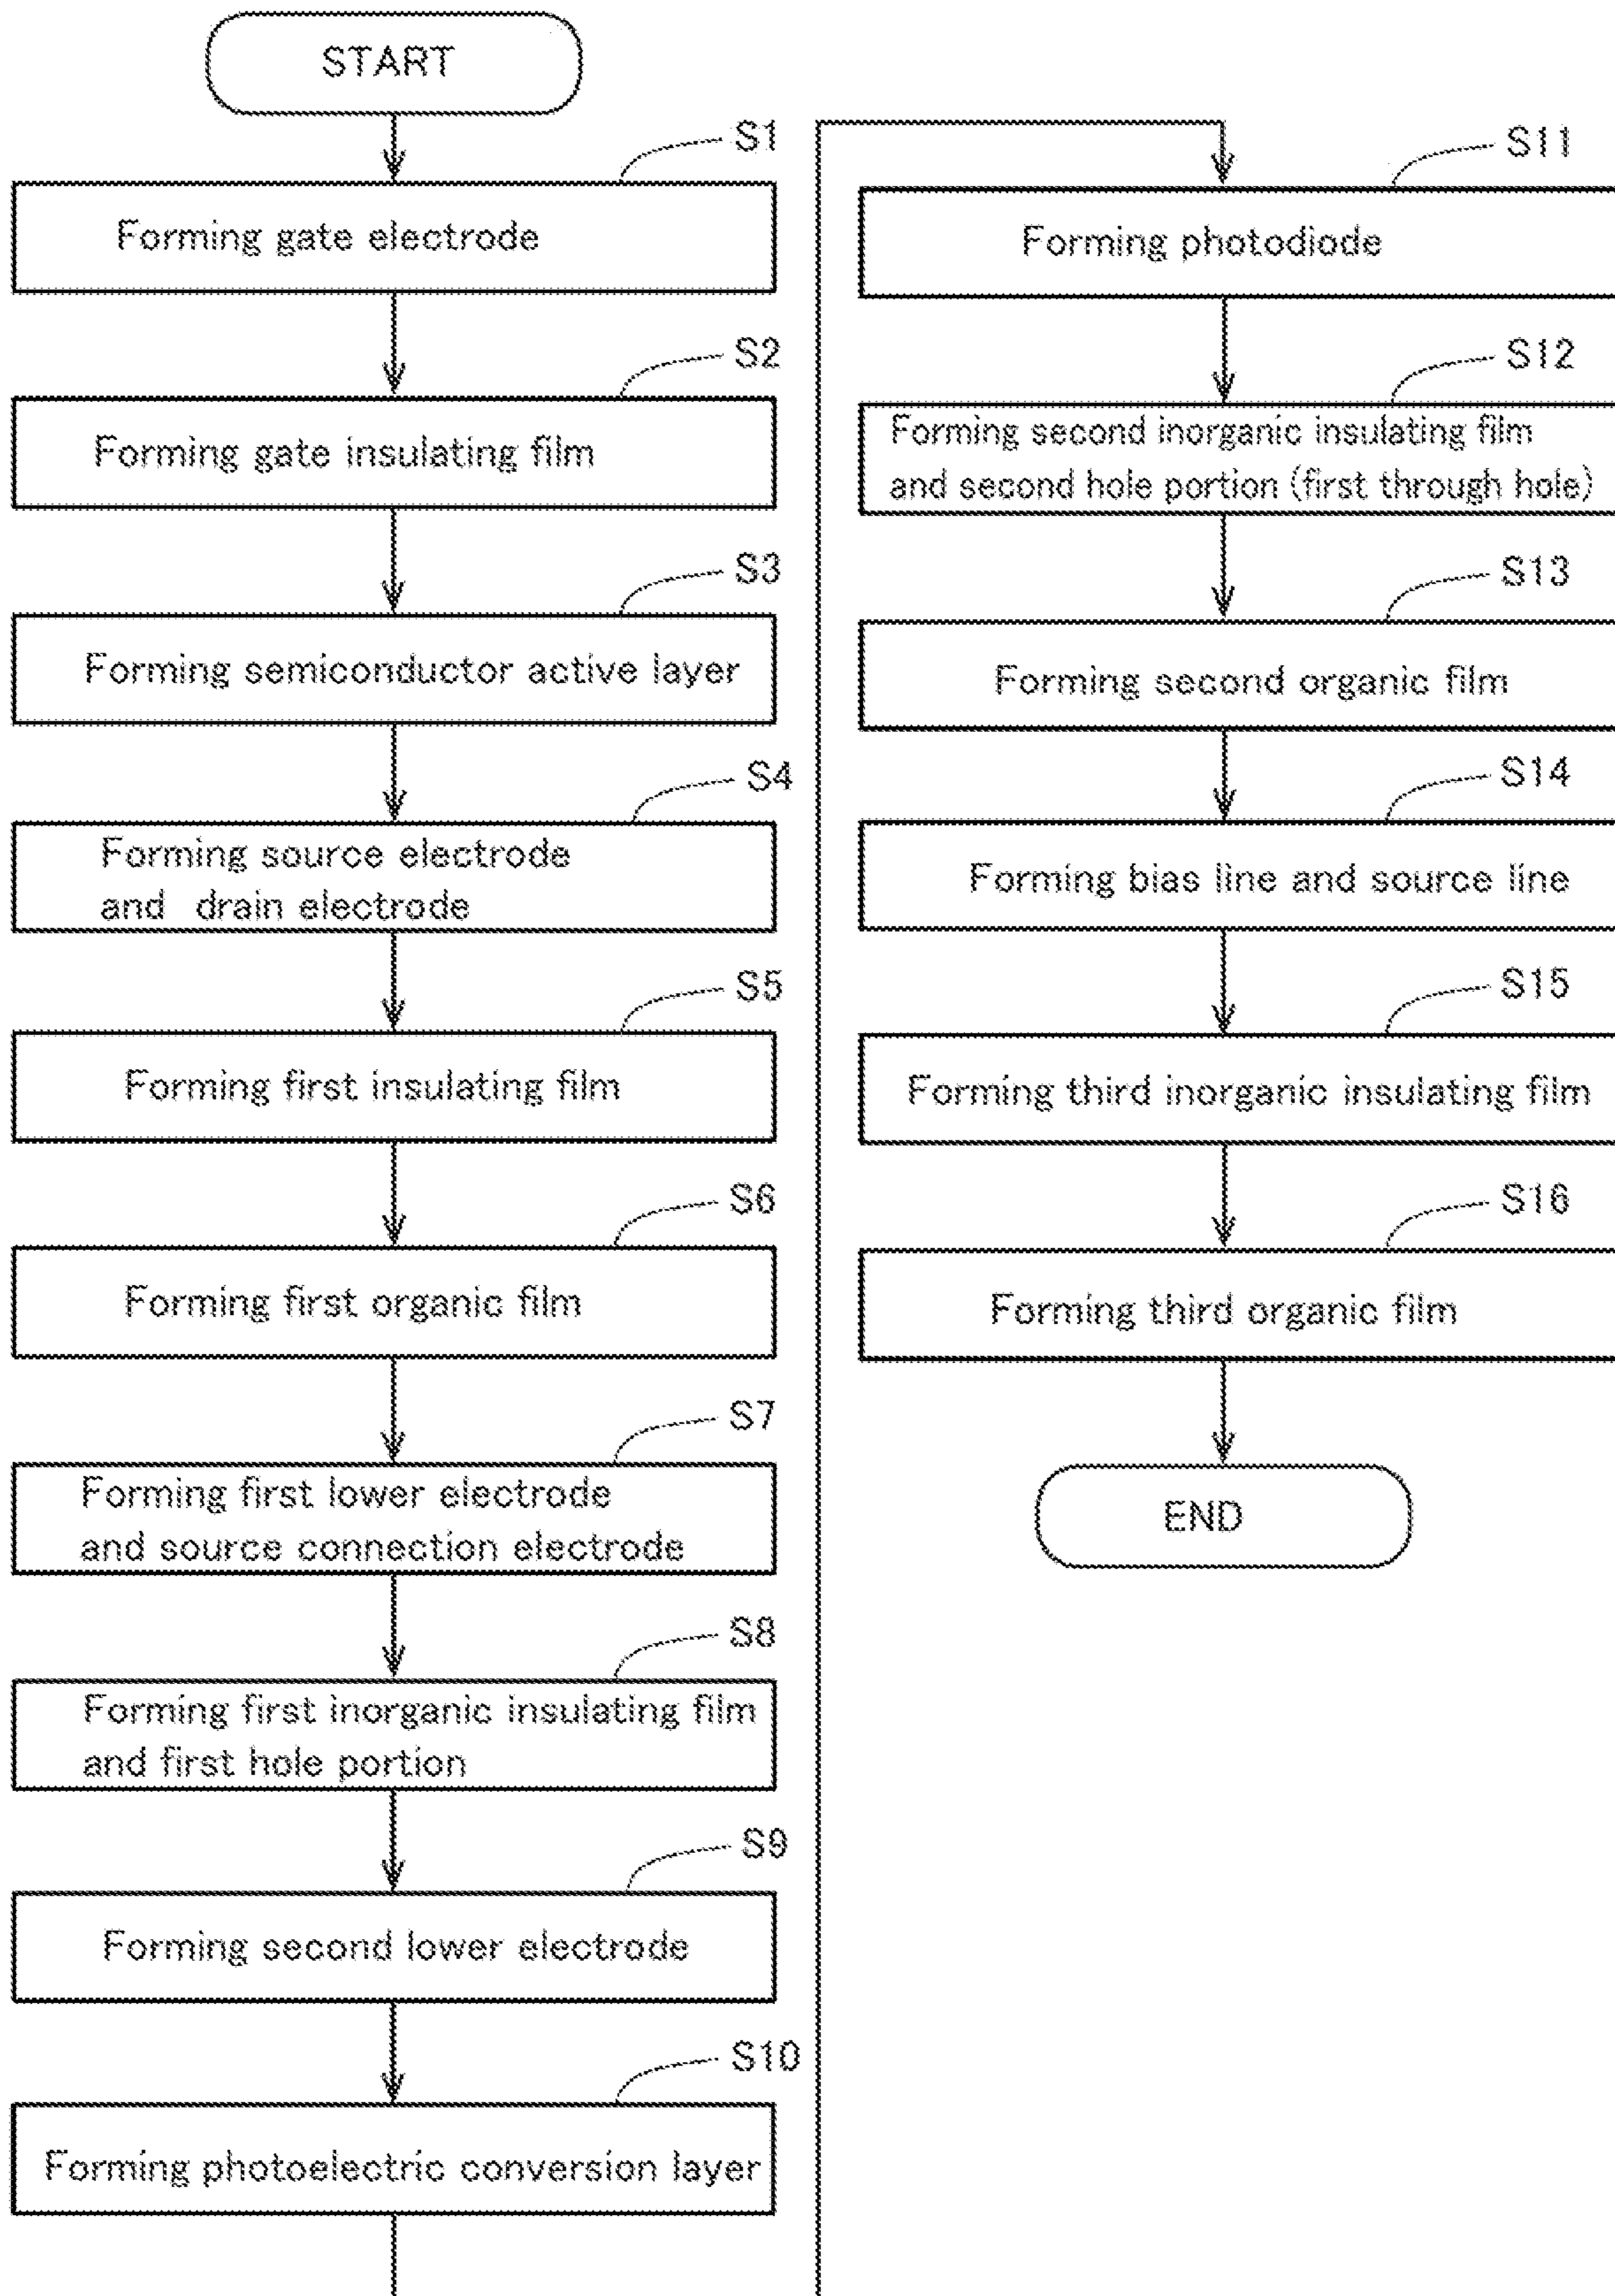 START
S1
Forming gate electrode
S2
Forming gate insulating film
S3
Forming semiconductor active layer
S4
Forming source electrode
and drain electrode
S5
Forming first insulating film
S6
Forming first organic film
S7
Forming first lower electrode
and source connection electrode
S8
Forming first inorganic insulating film
and first hole portion
S9
Forming second lower electrode
S10
Forming photoelectric conversion layer
S11
Forming photodiode
S12
Forming second inorganic insulating film
and second hole portion (first through hole)
S13
Forming second organic film
S14
Forming bias line and source line
S15
Forming third inorganic insulating film
S16
Forming third organic film
END